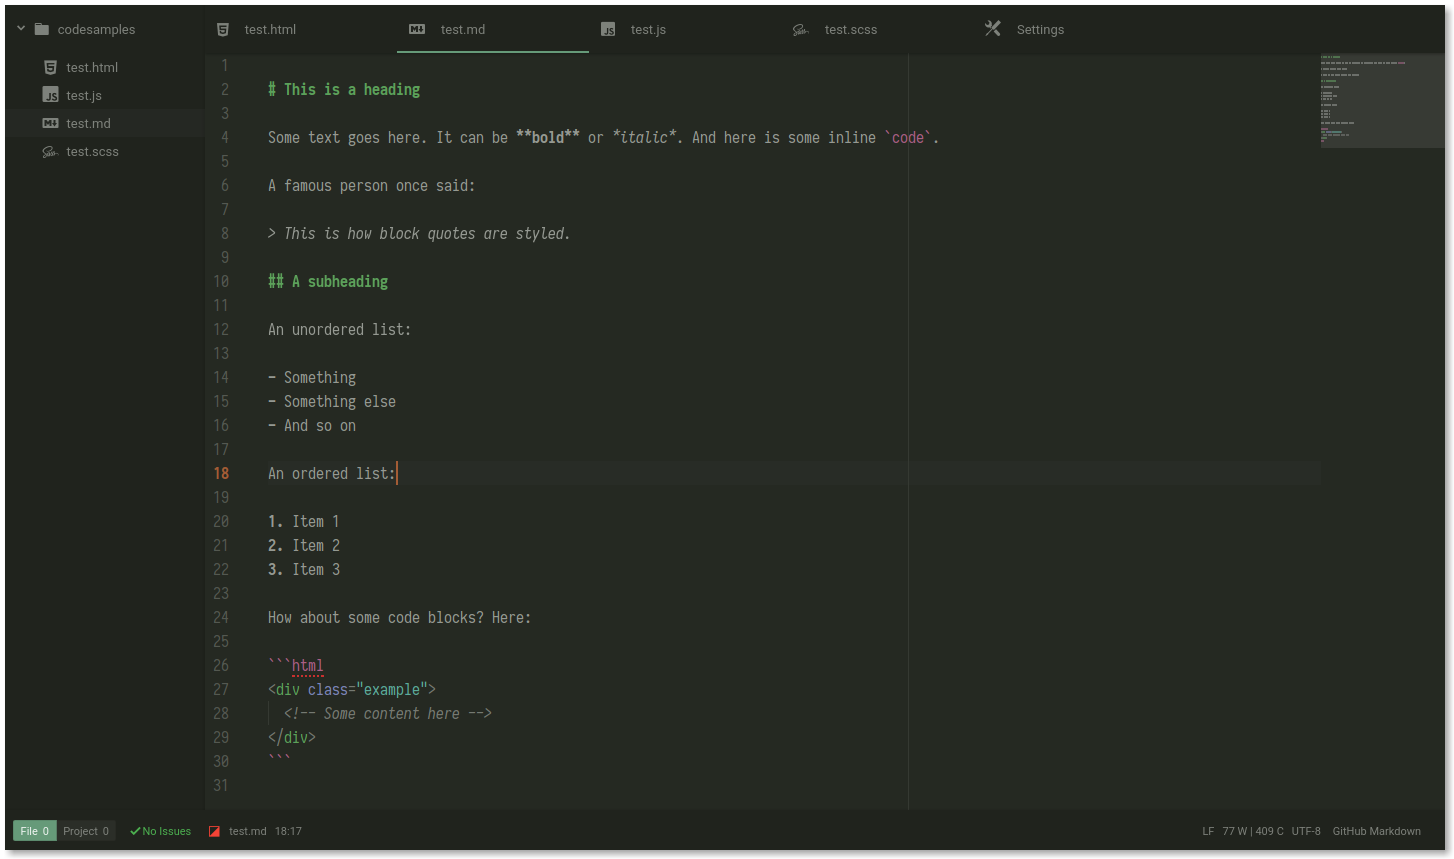 codesamples
test.html
test.js
test.md
test.scss
test.html test.md test.js test.scss Settings
1
2 # This is a heading
3
4 Some text goes here. It can be **bold** or *italic*. And here is some inline `code`.
5
6 A famous person once said:
7
8 > This is how block quotes are styled.
9
10 ## A subheading
11
12 An unordered list:
13
14 - Something
15 - Something else
16 - And so on
17
18 An ordered list:
19
20 1. Item 1
21 2. Item 2
22 3. Item 3
23
24 How about some code blocks? Here:
25
26 ```html
27 <div class="example">
28   <!-- Some content here -->
29 </div>
30 ```
31
File 0 Project 0 No Issues test.md 18:17 LF 77 W | 409 C UTF-8 GitHub Markdown